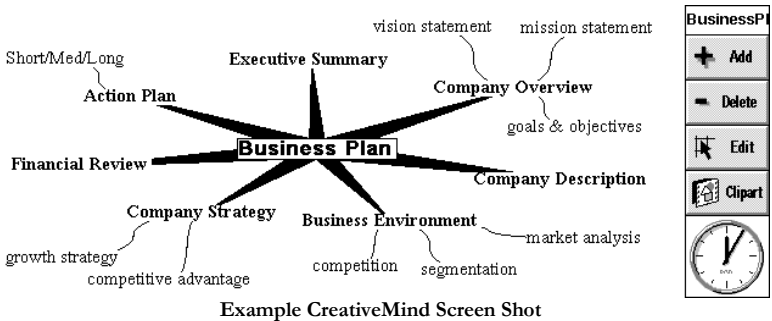 vision statement
mission statement
Short/Med/Long
Executive Summary
Action Plan
Company Overview
goals & objectives
Business Plan
Financial Review
Company Description
Company Strategy
Business Environment
market analysis
growth strategy
competitive advantage
competition
segmentation
BusinessPl
Add
Delete
Edit
Clipart
Example CreativeMind Screen Shot